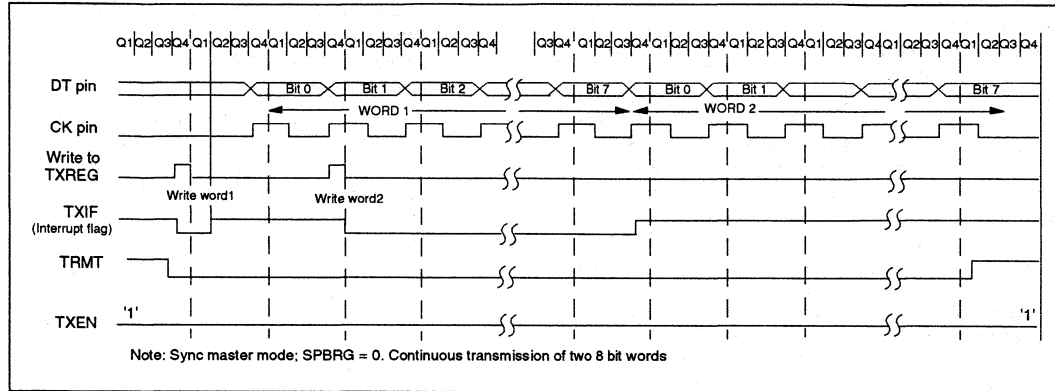 Q1|Q2|Q3|Q4|Q1|Q2|Q3|Q4|Q1|Q2|Q3|Q4|Q1|Q2|Q3|Q4|Q1|Q2|Q3|Q4 Q3|Q4|Q1|Q2|Q3|Q4|Q1|Q2|Q3|Q4|Q1|Q2|Q3|Q4|Q1|Q2|Q3|Q4|Q1|Q2|Q3|Q4|Q1|Q2|Q3|Q4
DT pin Bit 0 Bit 1 Bit 2 Bit 7 Bit 0 Bit 1 Bit 7
WORD 1 WORD 2
CK pin
Write to
TXREG
Write word1 Write word2
TXIF
(Interrupt flag)
TRMT
'1' '1'
TXEN
Note: Sync master mode; SPBRG = 0. Continuous transmission of two 8 bit words